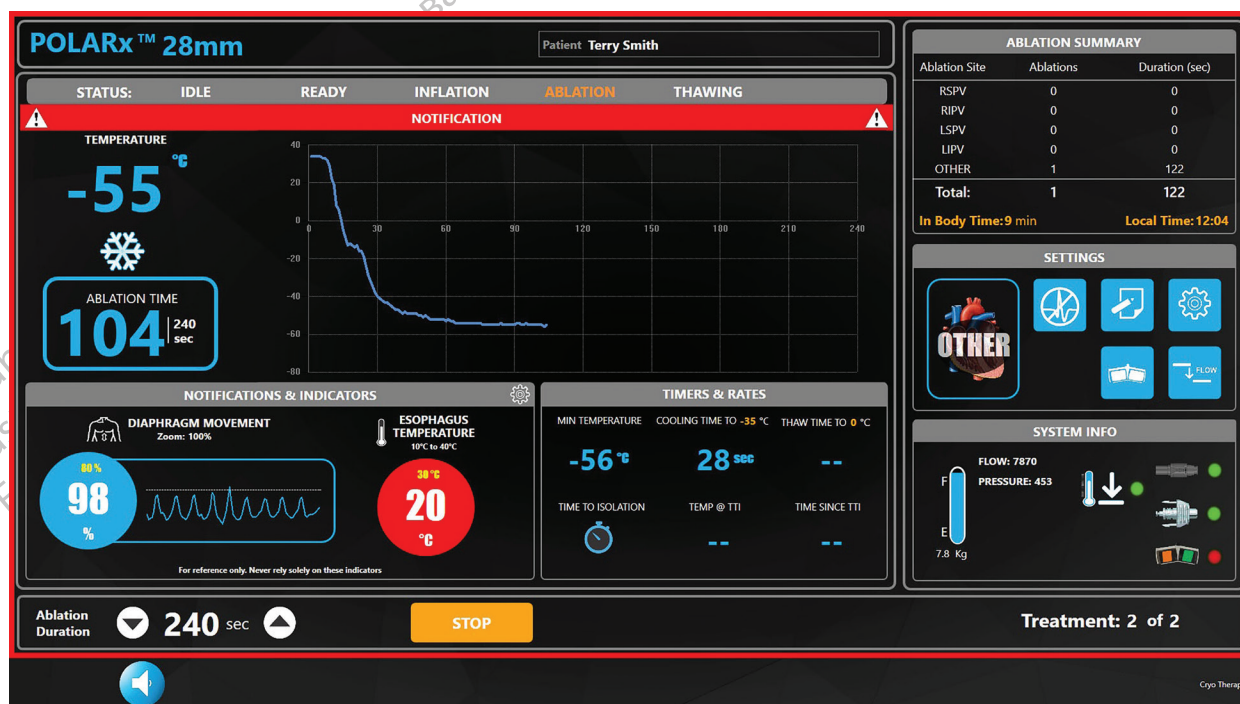 POLARx™ 28mm
Patient Terry Smith
STATUS: IDLE READY INFLATION ABLATION THAWING
NOTIFICATION
TEMPERATURE
-55 °C
ABLATION TIME
104 240 sec
40
20
0
-20
-40
-60
-80
0 30 60 90 120 150 180 210 240
NOTIFICATIONS & INDICATORS
DIAPHRAGM MOVEMENT
Zoom: 100%
80 %
98
%
ESOPHAGUS
TEMPERATURE
10°C to 40°C
30 °C
20
°C
For reference only. Never rely solely on these indicators
TIMERS & RATES
MIN TEMPERATURE COOLING TIME TO -35 °C THAW TIME TO 0 °C
-56 °C 28 sec --
TIME TO ISOLATION TEMP @ TTI TIME SINCE TTI
-- --
Ablation
Duration
240 sec
STOP
ABLATION SUMMARY
Ablation Site Ablations Duration (sec)
RSPV 0 0
RIPV 0 0
LSPV 0 0
LIPV 0 0
OTHER 1 122
Total: 1 122
In Body Time:9 min Local Time:12:04
SETTINGS
OTHER
FLOW
SYSTEM INFO
FLOW: 7870
PRESSURE: 453
F
E
7.8 Kg
Treatment: 2 of 2